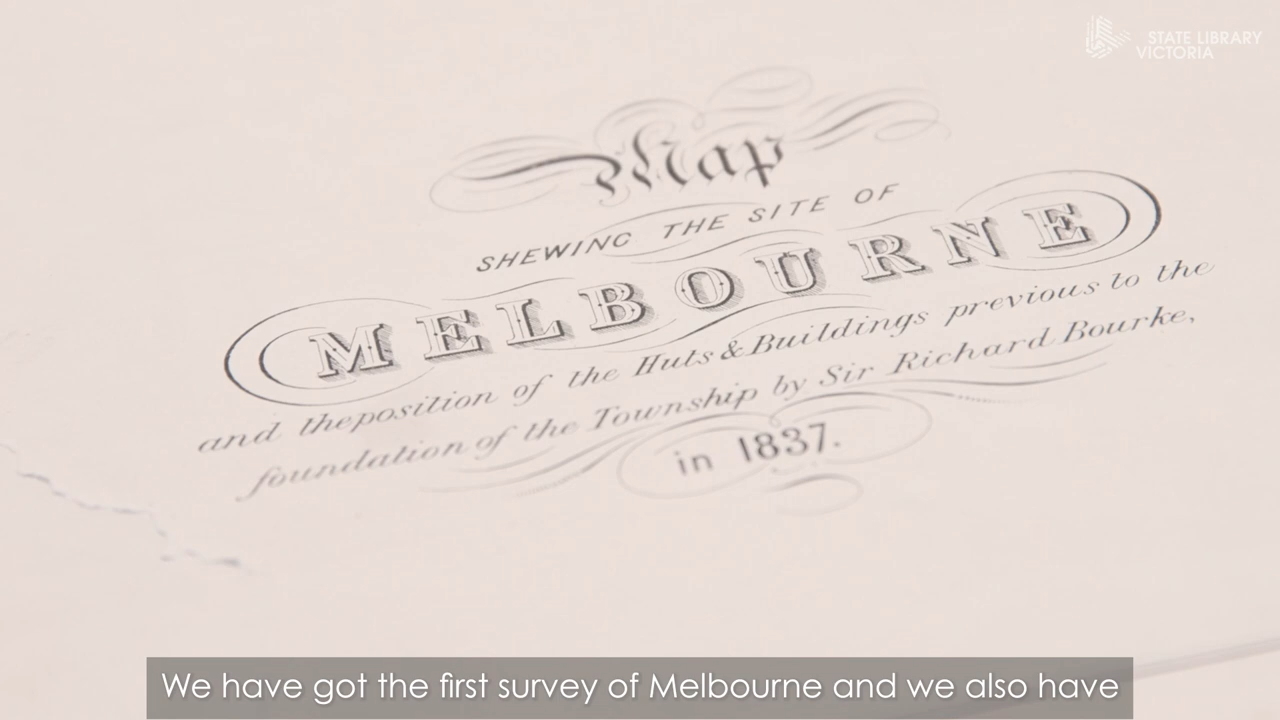 STATE LIBRARY
VICTORIA
Map
SHEWING THE SITE OF
MELBOURNE
and theposition of the Huts & Buildings previous to the
foundation of the Township by Sir Richard Bourke,
in 1837.
We have got the first survey of Melbourne and we also have